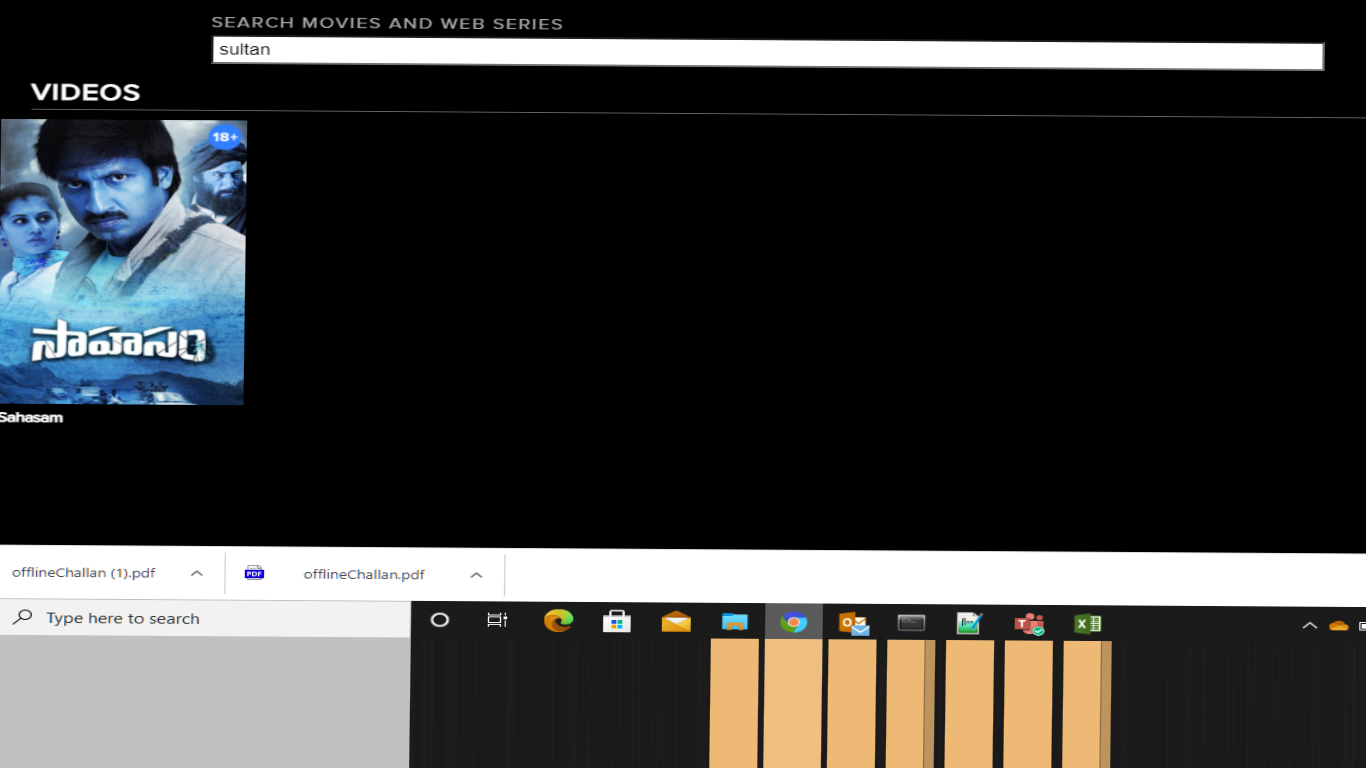 SEARCH MOVIES AND WEB SERIES
sultan
VIDEOS
18+
సాహసం
Sahasam
offlineChallan (1).pdf
PDF
offlineChallan.pdf
Type here to search